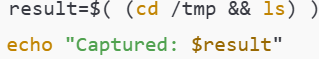 result=$( (cd /tmp && ls) )
echo "Captured: $result"